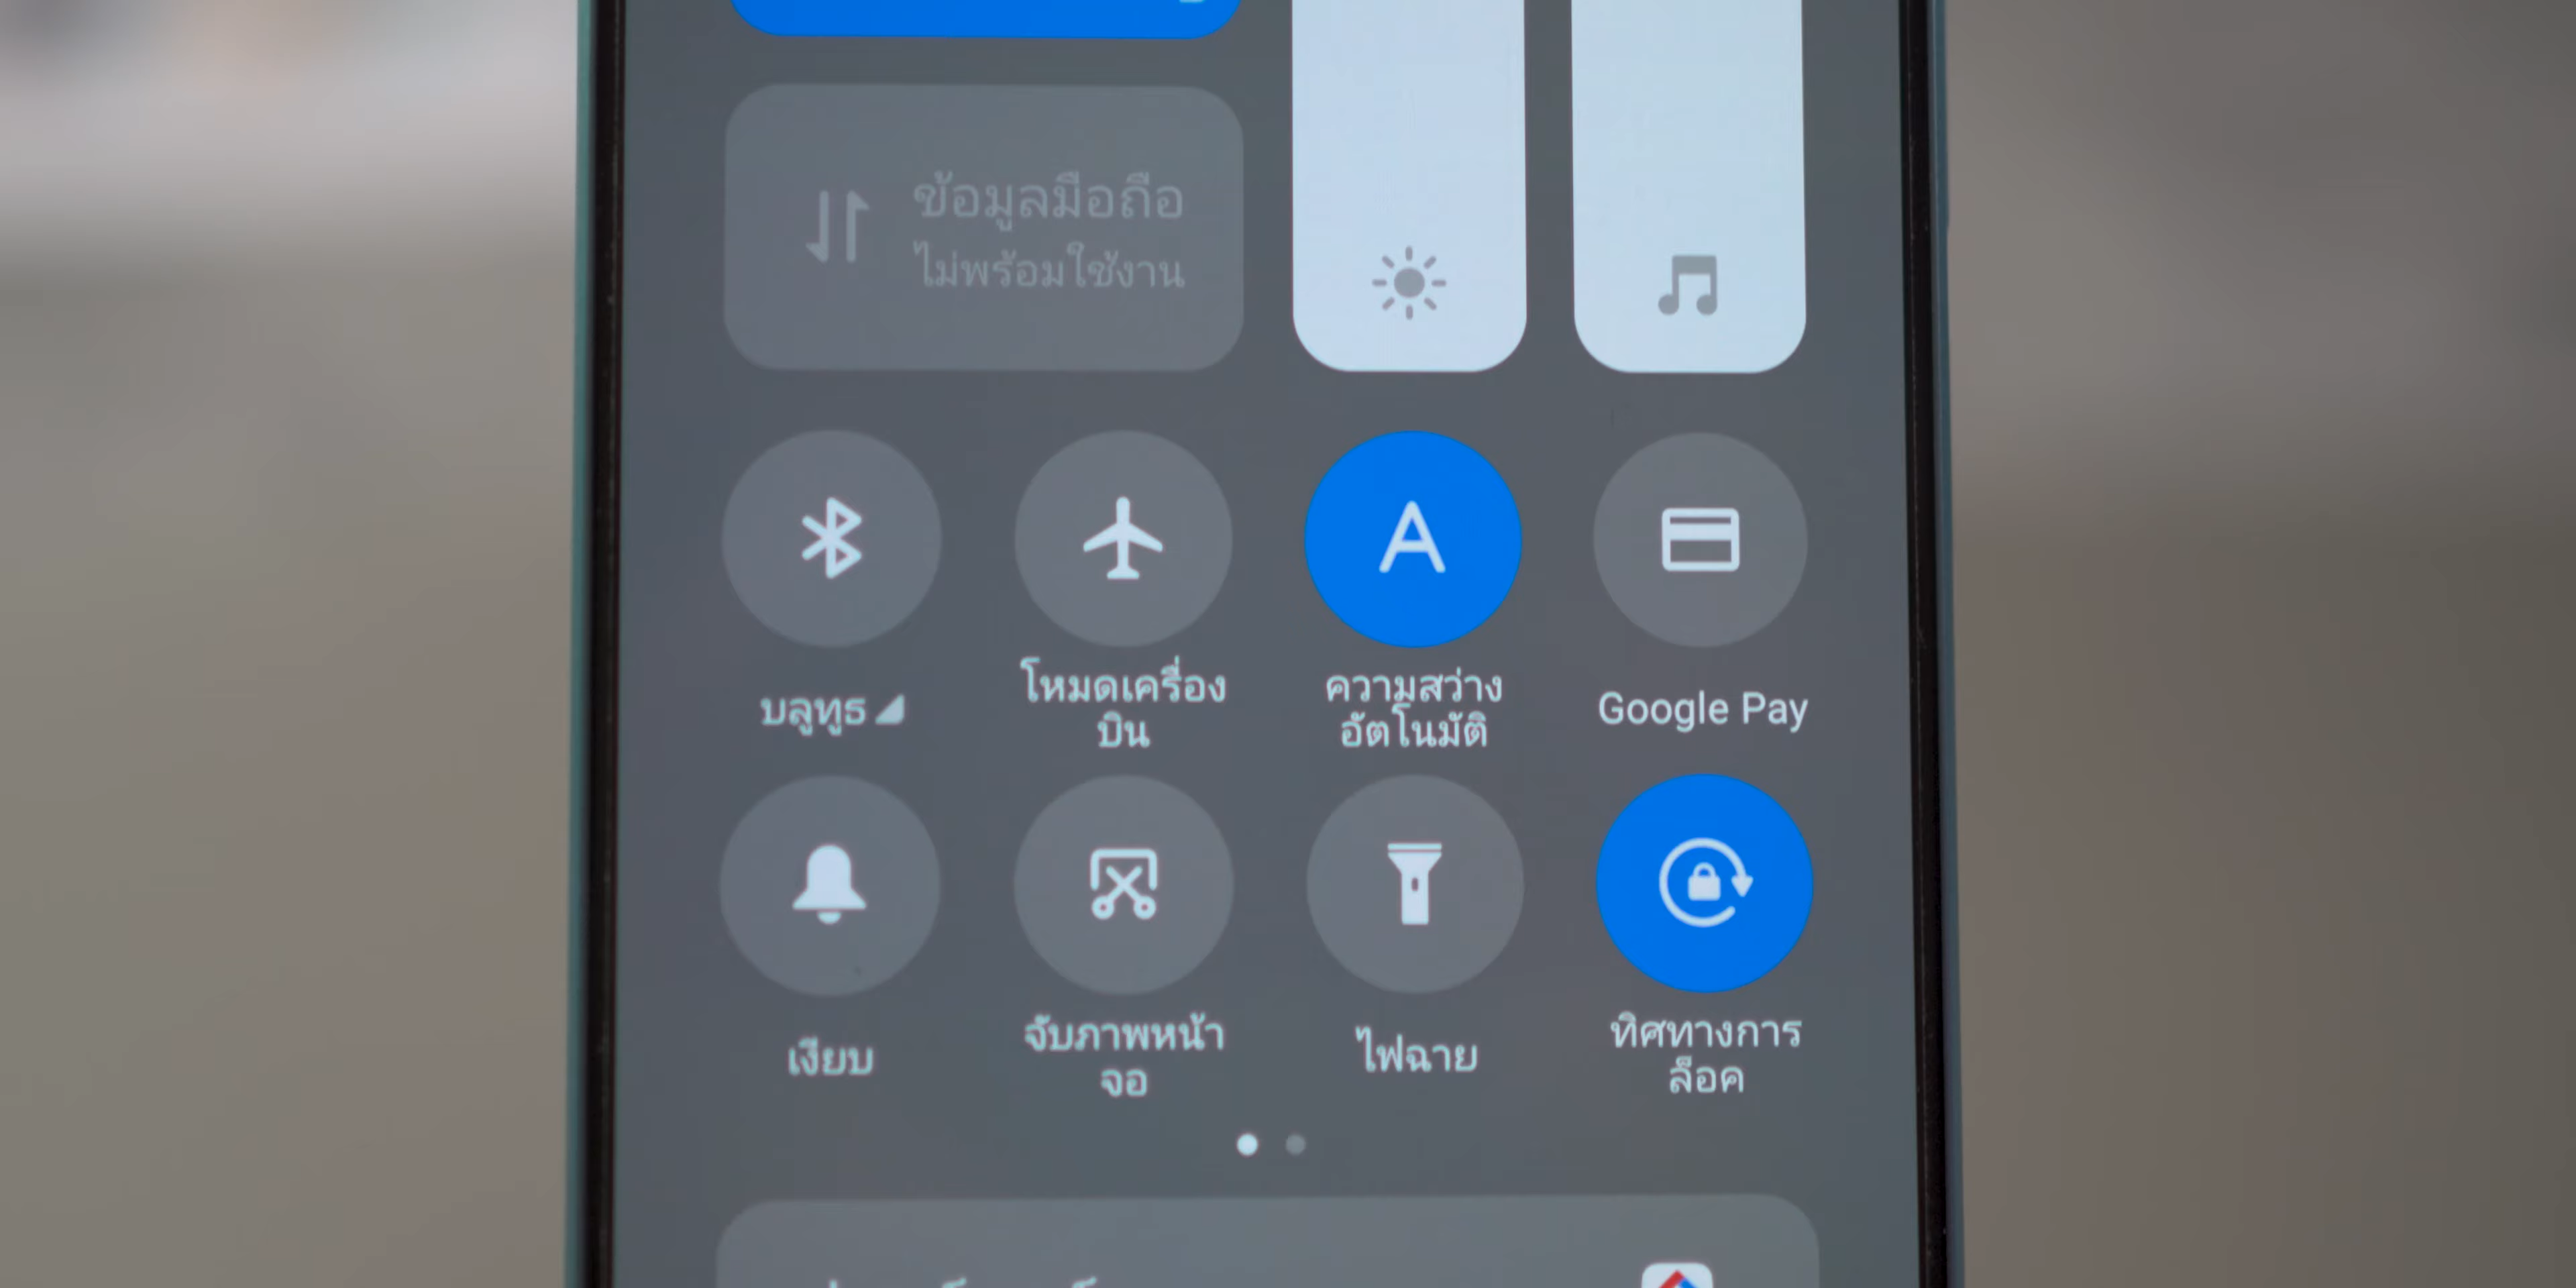 ข้อมูลมือถือ
ไม่พร้อมใช้งาน
บลูทูธ
โหมดเครื่อง
บิน
ความสว่าง
อัตโนมัติ
Google Pay
เงียบ
จับภาพหน้า
จอ
ไฟฉาย
ทิศทางการ
ล็อค